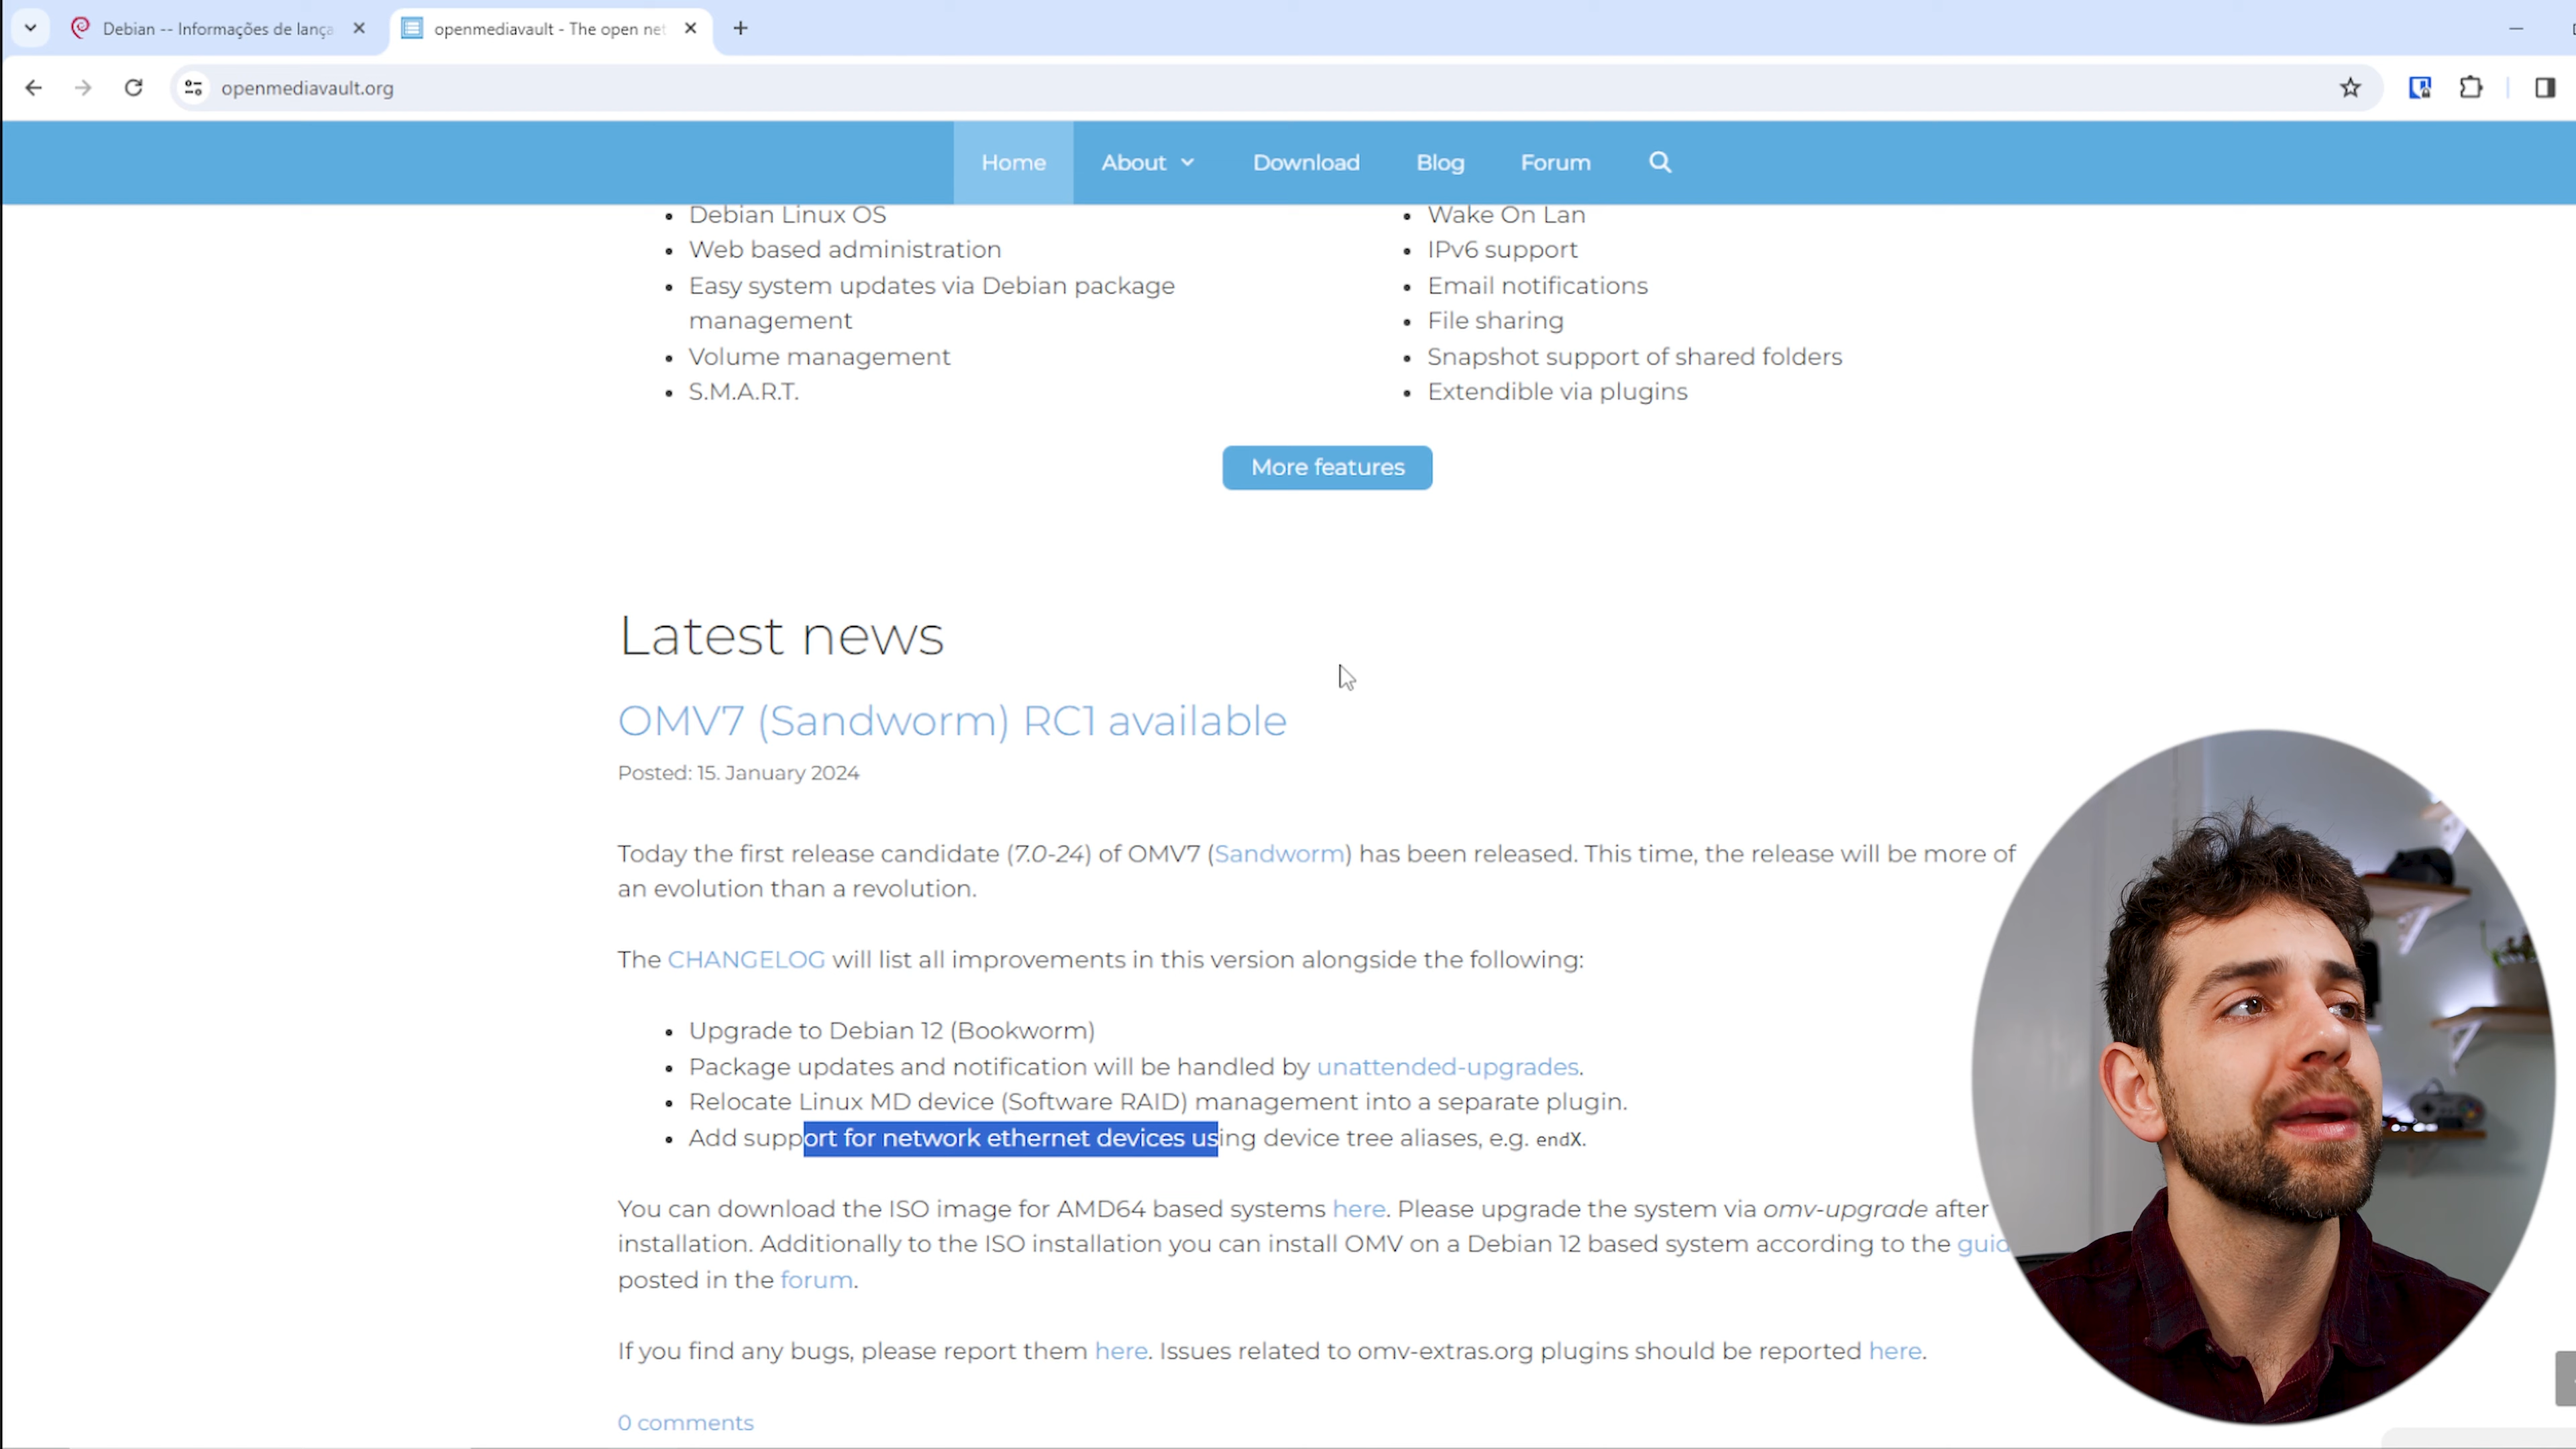 Debian -- Informações de lança
openmediavault - The open net
openmediavault.org
Home About Download Blog Forum
Debian Linux OS
Web based administration
Easy system updates via Debian package
management
Volume management
S.M.A.R.T.
Wake On Lan
IPv6 support
Email notifications
File sharing
Snapshot support of shared folders
Extendible via plugins
More features
Latest news
OMV7 (Sandworm) RC1 available
Posted: 15. January 2024
Today the first release candidate (7.0-24) of OMV7 (Sandworm) has been released. This time, the release will be more of
an evolution than a revolution.
The CHANGELOG will list all improvements in this version alongside the following:
Upgrade to Debian 12 (Bookworm)
Package updates and notification will be handled by unattended-upgrades.
Relocate Linux MD device (Software RAID) management into a separate plugin.
Add support for network ethernet devices using device tree aliases, e.g. endX.
You can download the ISO image for AMD64 based systems here. Please upgrade the system via omv-upgrade after
installation. Additionally to the ISO installation you can install OMV on a Debian 12 based system according to the guid
posted in the forum.
If you find any bugs, please report them here. Issues related to omv-extras.org plugins should be reported here.
0 comments